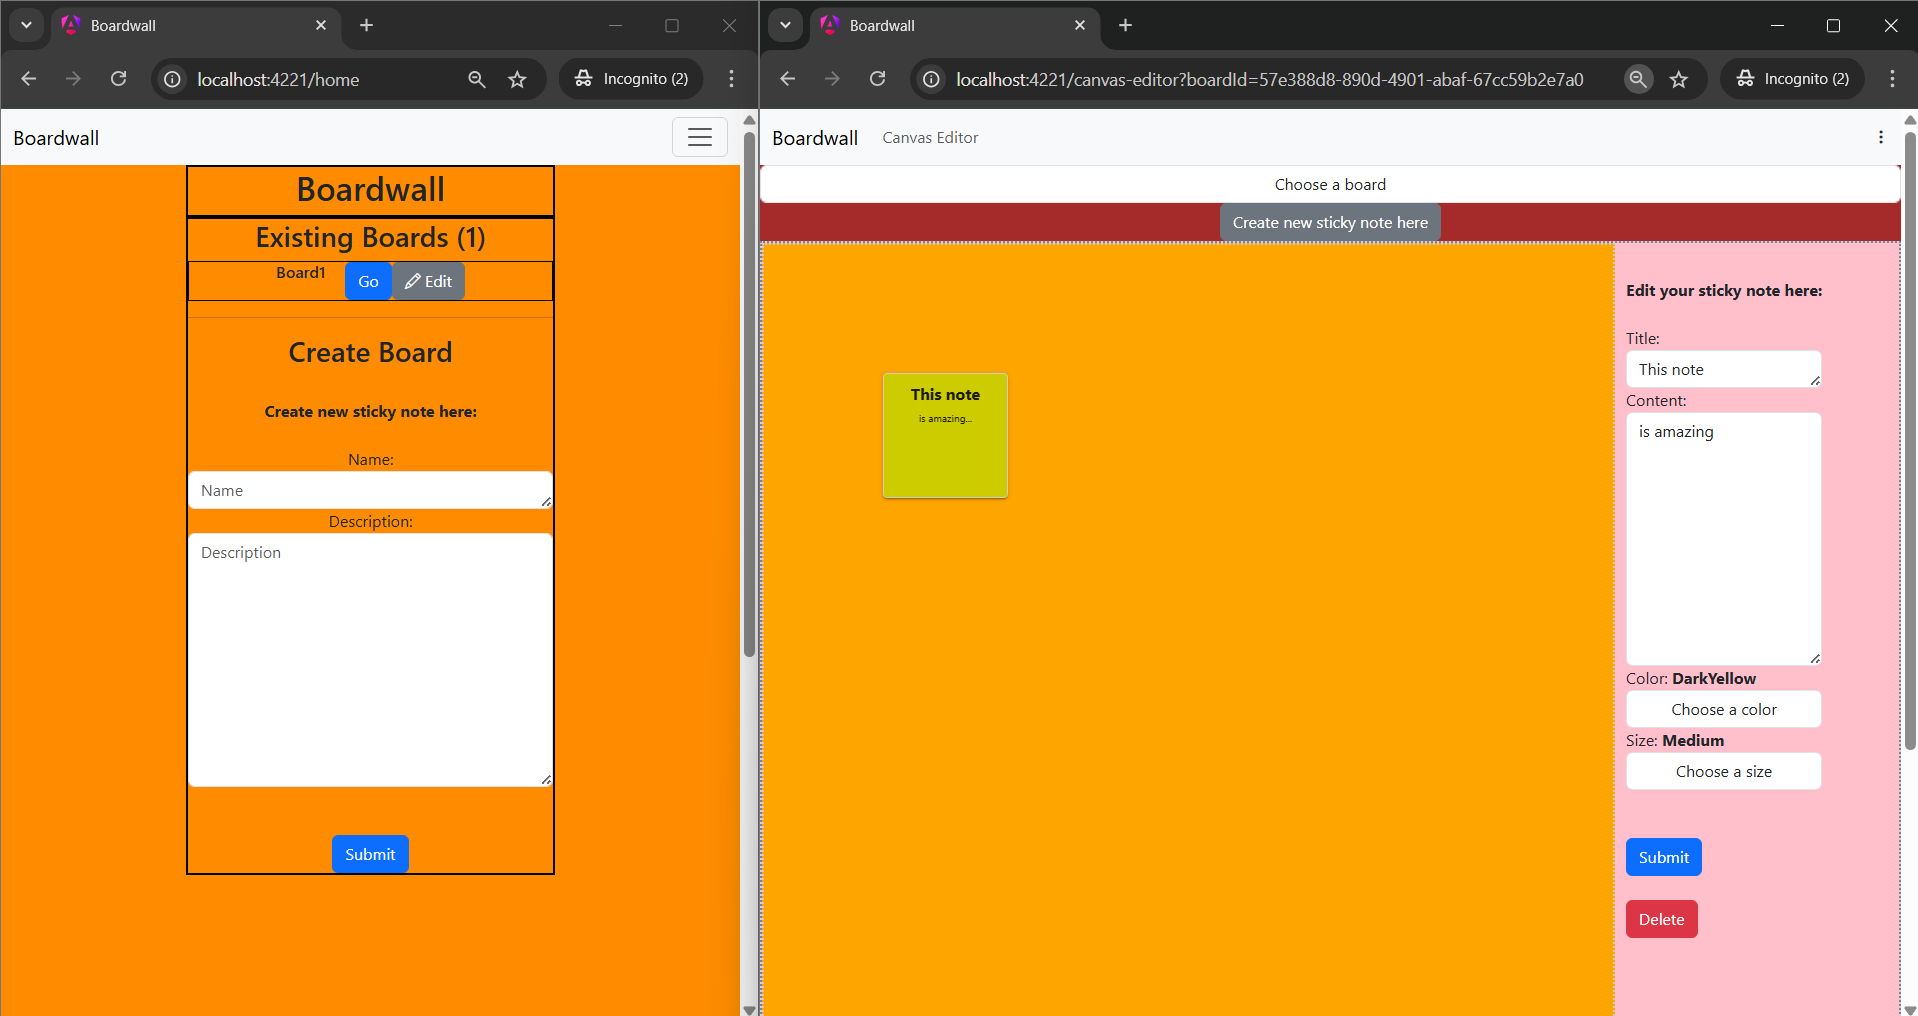 Boardwall
localhost:4221/home
Incognito (2)
Boardwall
Boardwall
Existing Boards (1)
Board1
Go
Edit
Create Board
Create new sticky note here:
Name:
Name
Description:
Description
Submit
Boardwall
localhost:4221/canvas-editor?boardId=57e388d8-890d-4901-abaf-67cc59b2e7a0
Incognito (2)
Boardwall
Canvas Editor
Choose a board
Create new sticky note here
This note
is amazing...
Edit your sticky note here:
Title:
This note
Content:
is amazing
Color: DarkYellow
Choose a color
Size: Medium
Choose a size
Submit
Delete